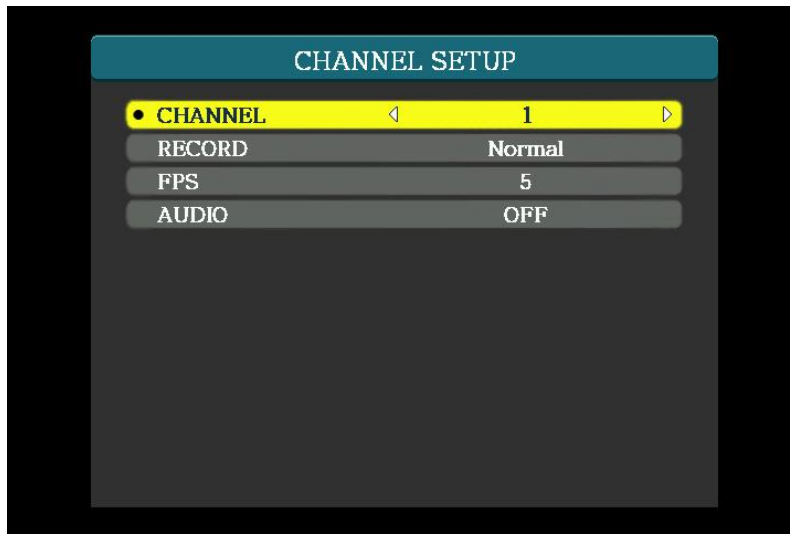 CHANNEL SETUP
CHANNEL 1
RECORD Normal
FPS 5
AUDIO OFF